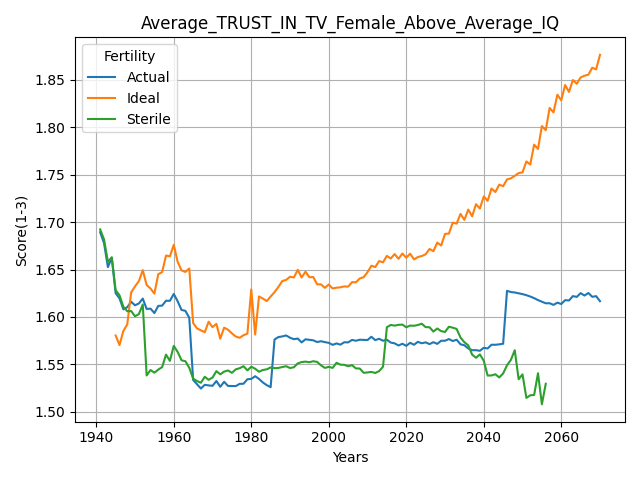 Average_TRUST_IN_TV_Female_Above_Average_IQ
Fertility
Actual
Ideal
Sterile
Score(1-3)
1.85
1.80
1.75
1.70
1.65
1.60
1.55
1.50
1940
1960
1980
2000
2020
2040
2060
Years